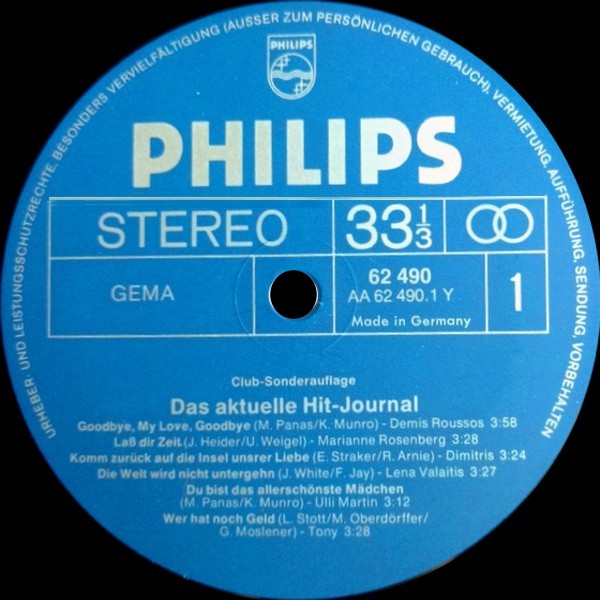 URHEBER- UND LEISTUNGSSCHUTZRECHTE, BESONDERS VERVIELFÄLTIGUNG (AUSSER ZUM PERSÖNLICHEN GEBRAUCH), VERMIETUNG, AUFFÜHRUNG, SENDUNG, VORBEHALTEN
PHILIPS
PHILIPS
STEREO 33⅓
GEMA 62 490 1
AA 62 490.1 Y
Made in Germany
Club-Sonderauflage
Das aktuelle Hit-Journal
Goodbye, My Love, Goodbye (M. Panas/K. Munro) - Demis Roussos 3:58
Laß dir Zeit (J. Heider/U. Weigel) - Marianne Rosenberg 3:28
Komm zurück auf die Insel unsrer Liebe (E. Straker/R. Arnie) - Dimitris 3:24
Die Welt wird nicht untergehn (J. White/F. Jay) - Lena Valaitis 3:27
Du bist das allerschönste Mädchen
(M. Panas/K. Munro) - Ulli Martin 3:12
Wer hat noch Geld (L. Stott/M. Oberdörffer/
G. Moslener) - Tony 3:28